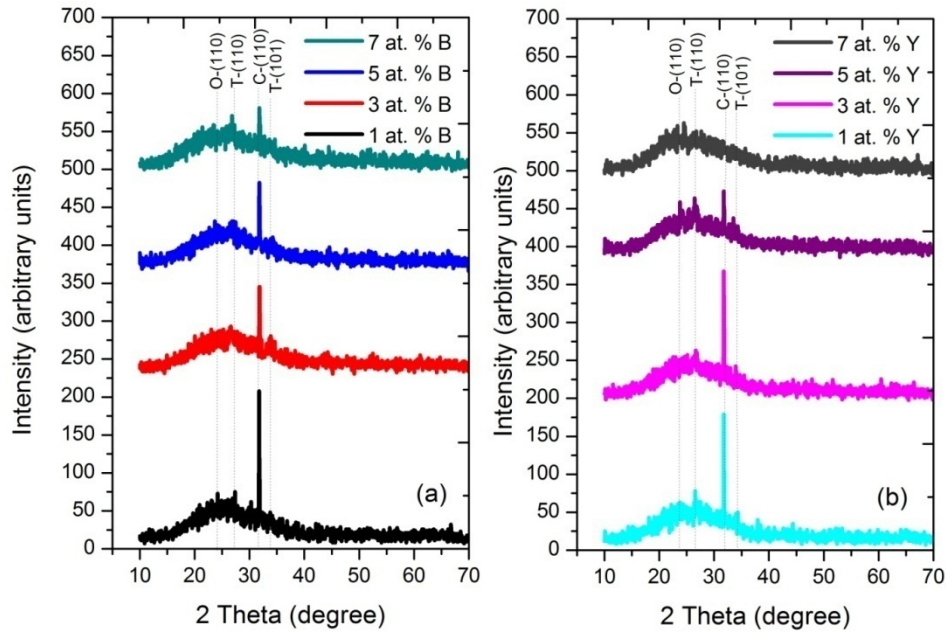 700
650
600
550
500
450
400
350
300
250
200
150
100
50
0
Intensity (arbitrary units)
O-(110)
T-(110)
C-(110)
T-(101)
7 at. % B
5 at. % B
3 at. % B
1 at. % B
(a)
10 20 30 40 50 60 70
2 Theta (degree)
700
650
600
550
500
450
400
350
300
250
200
150
100
50
0
Intensity (arbitrary units)
O-(110)
T-(110)
C-(110)
T-(101)
7 at. % Y
5 at. % Y
3 at. % Y
1 at. % Y
(b)
10 20 30 40 50 60 70
2 Theta (degree)